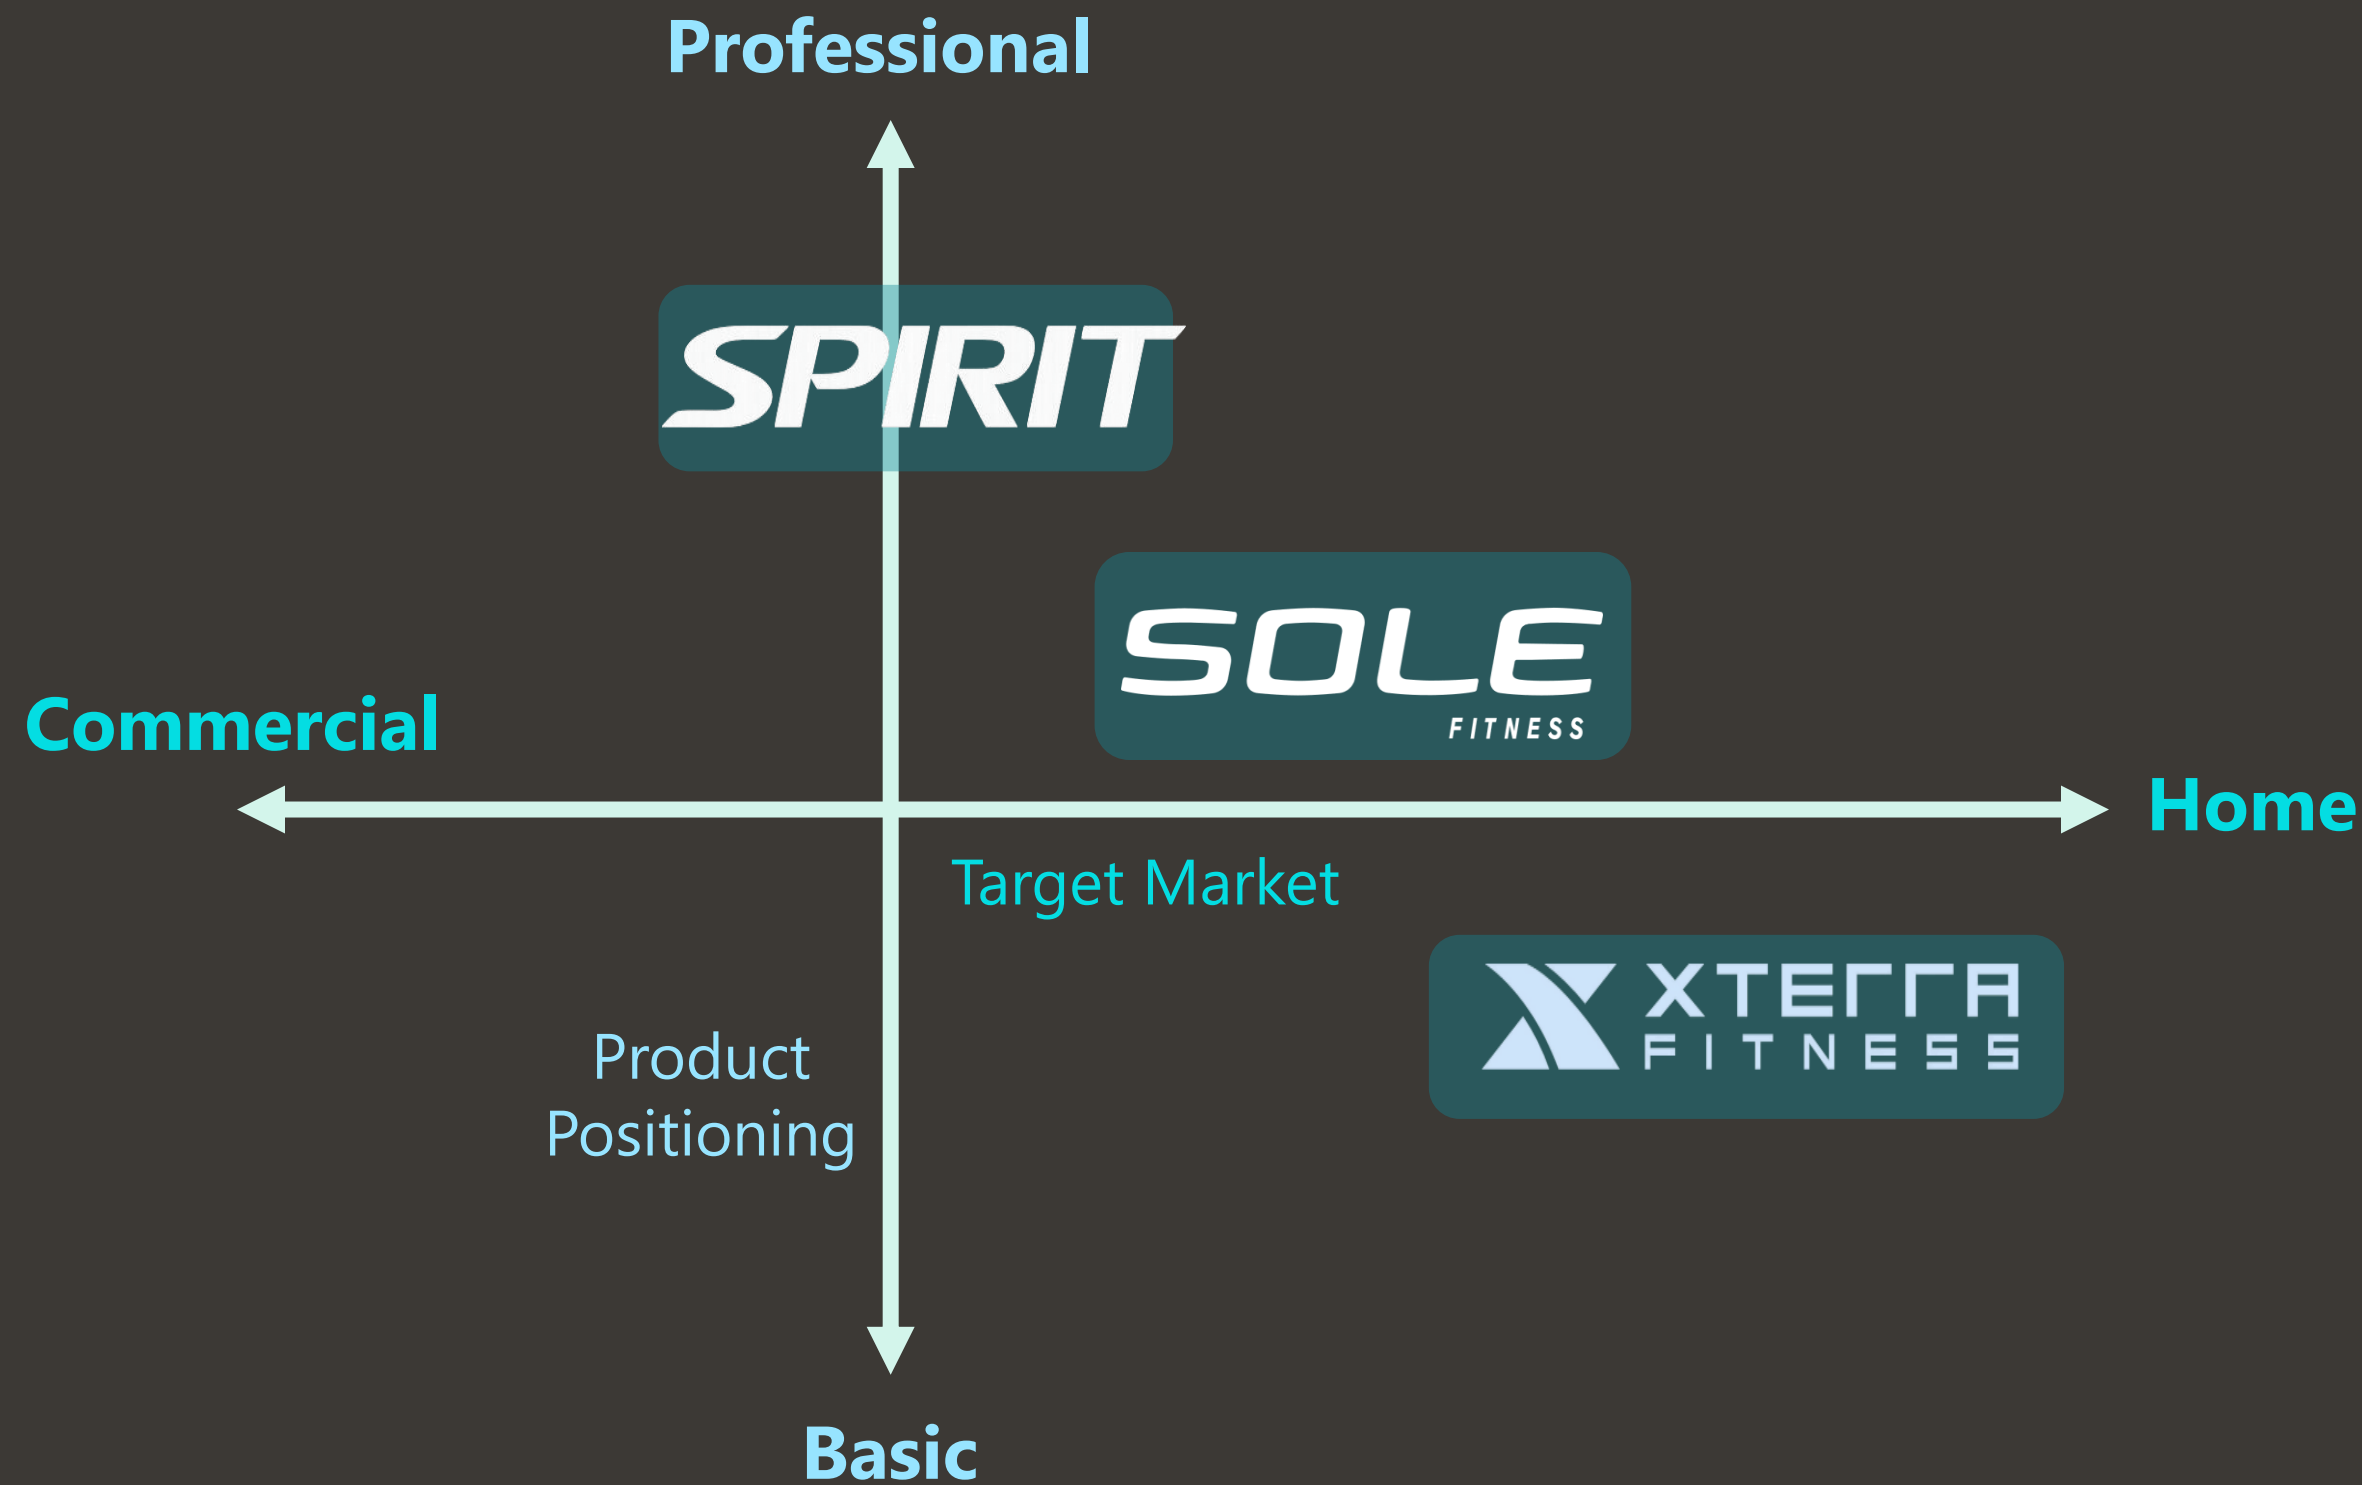 Professional
SPIRIT
SOLE
FITNESS
Commercial
Home
Target Market
XTERRA
FITNESS
Product
Positioning
Basic